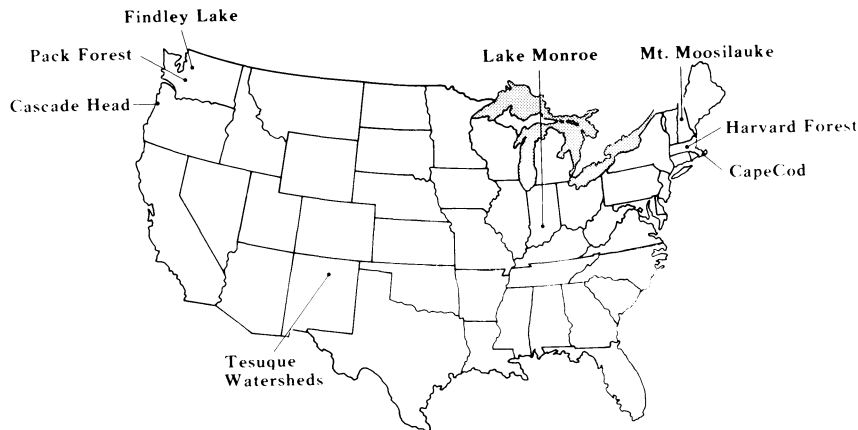 Findley Lake
Pack Forest
Cascade Head
Lake Monroe
Mt. Moosilauke
Harvard Forest
CapeCod
Tesuque
Watersheds